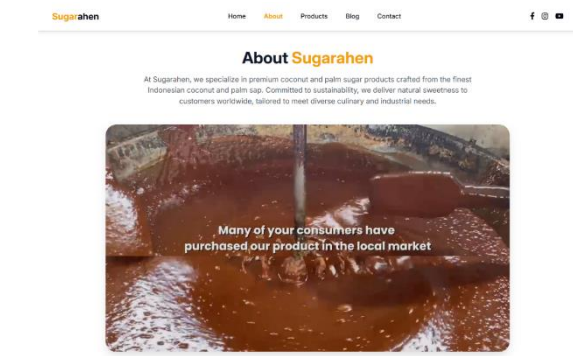 Sugarahen
Home About Products Blog Contact
About Sugarahen
At Sugarahen, we specialize in premium coconut and palm sugar products crafted from the finest
Indonesian coconut and palm sap. Committed to sustainability, we deliver natural sweetness to
customers worldwide, tailored to meet diverse culinary and industrial needs.
Many of your consumers have
purchased our product in the local market